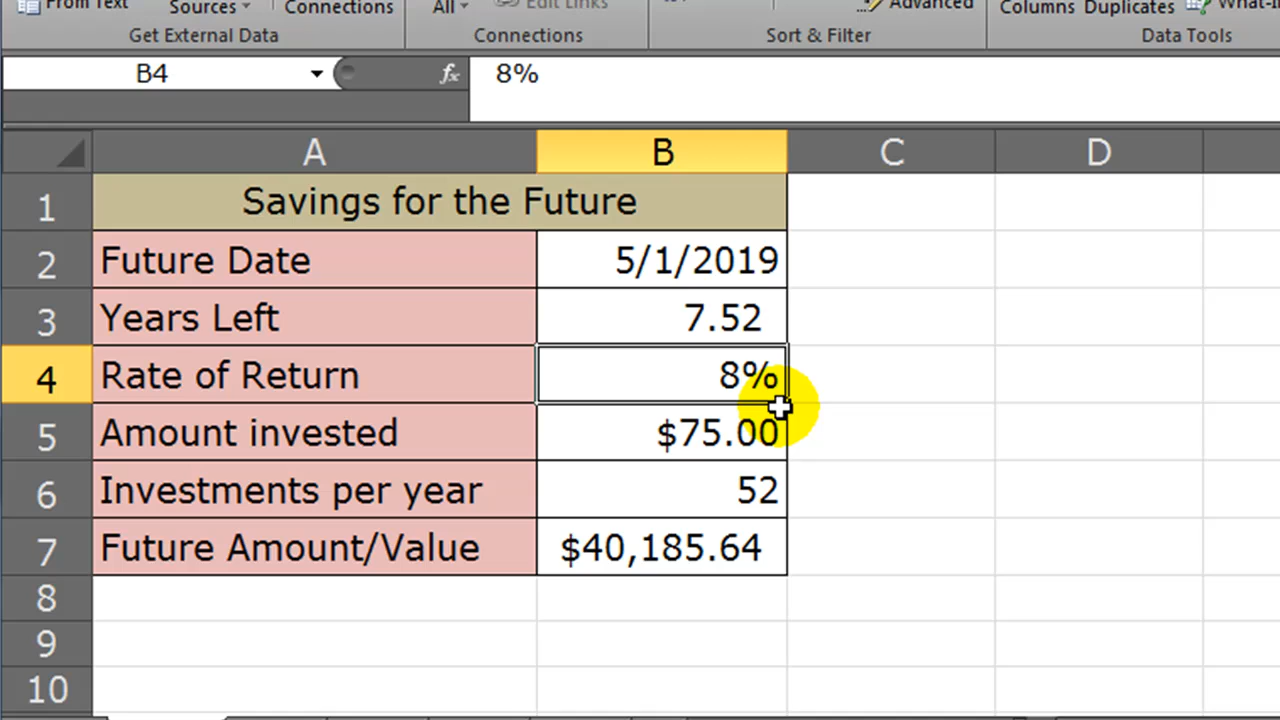 From Text Sources Connections All Edit Links Advanced Columns Duplicates
Get External Data Connections Sort & Filter Data Tools
B4 fx 8%
A B C D
1 Savings for the Future
2 Future Date 5/1/2019
3 Years Left 7.52
4 Rate of Return 8%
5 Amount invested $75.00
6 Investments per year 52
7 Future Amount/Value $40,185.64
8
9
10